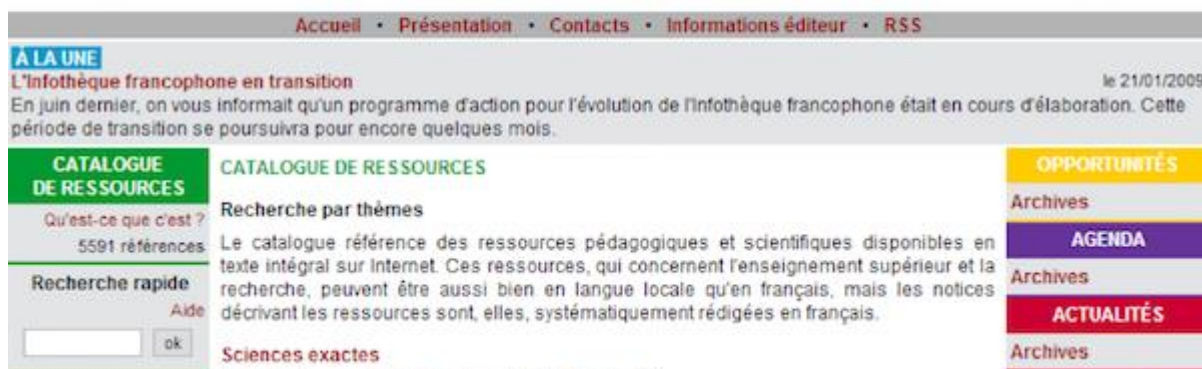 Accueil • Présentation • Contacts • Informations éditeur • RSS
À LA UNE
L'Infothèque francophone en transition
le 21/01/2009
En juin dernier, on vous informait qu'un programme d'action pour l'évolution de l'Infothèque francophone était en cours d'élaboration. Cette
période de transition se poursuivra pour encore quelques mois.
CATALOGUE
DE RESSOURCES
Qu'est-ce que c'est ?
5591 références
Recherche rapide
Aide
ok
CATALOGUE DE RESSOURCES
Recherche par thèmes
Le catalogue référence des ressources pédagogiques et scientifiques disponibles en
texte intégral sur Internet. Ces ressources, qui concernent l'enseignement supérieur et la
recherche, peuvent être aussi bien en langue locale qu'en français, mais les notices
décrivant les ressources sont, elles, systématiquement rédigées en français.
Sciences exactes
OPPORTUNITÉS
Archives
AGENDA
Archives
ACTUALITÉS
Archives